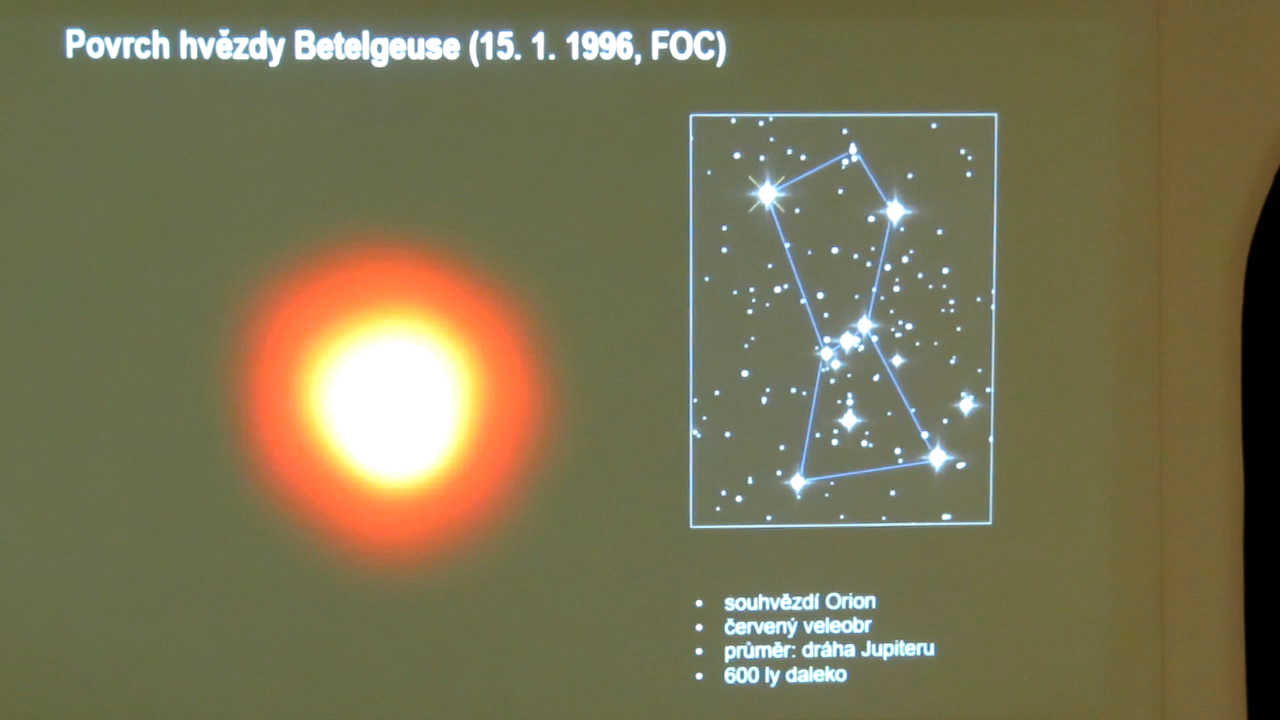 Povrch hvězdy Betelgeuse (15. 1. 1996, FOC)
• souhvězdí Orion
• červený veleobr
• průměr: dráha Jupiteru
• 600 ly daleko